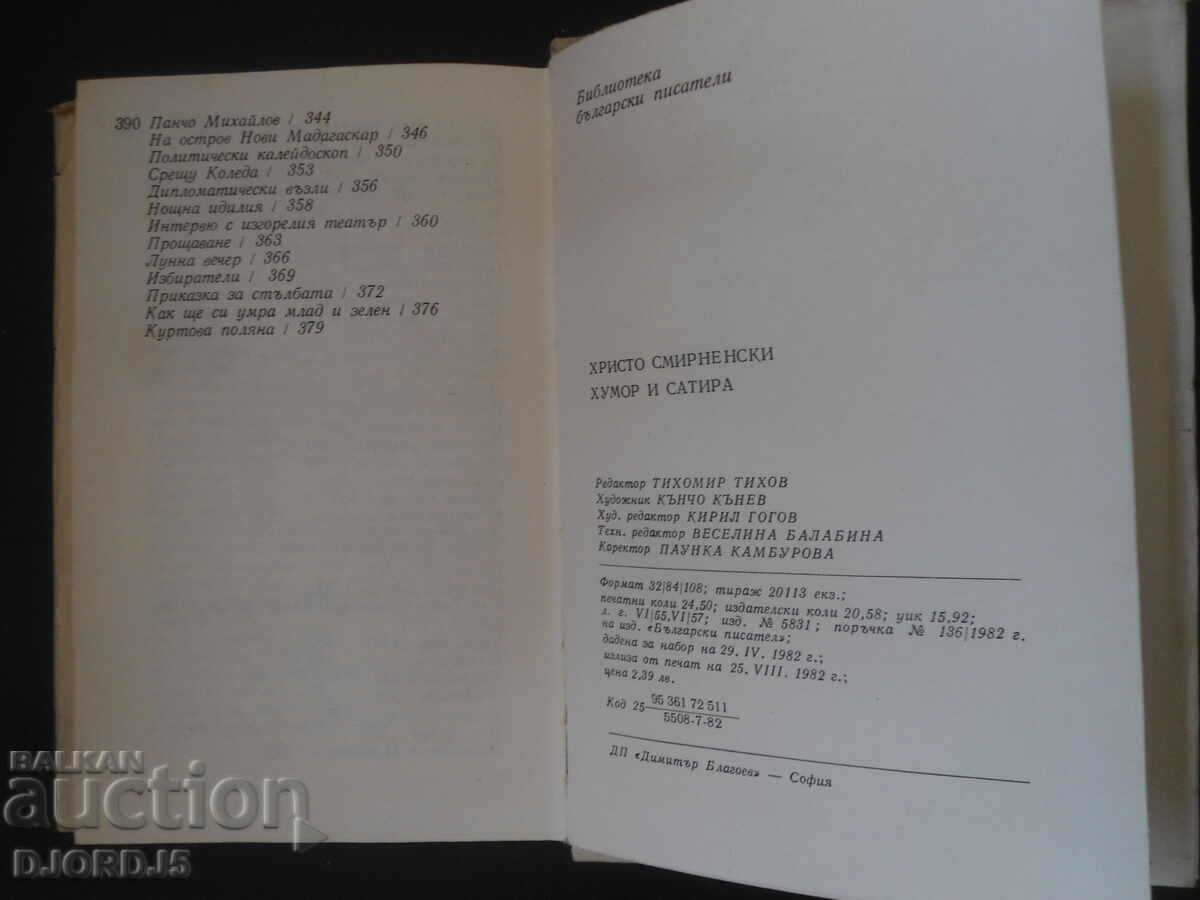 390 Панчо Михайлов / 344
На остров Нови Мадагаскар / 346
Политически калейдоскоп / 350
Срещу Коледа / 353
Дипломатически възли / 356
Нощна идилия / 358
Интервю с изгорелия театър / 360
Прощаване / 363
Лунна вечер / 366
Избиратели / 369
Приказка за стълбата / 372
Как ще си умра млад и зелен / 376
Куртова поляна / 379
Библиотека
български писатели
ХРИСТО СМИРНЕНСКИ
ХУМОР И САТИРА
Редактор ТИХОМИР ТИХОВ
Художник КЪНЧО КЪНЕВ
Худ. редактор КИРИЛ ГОГОВ
Техн. редактор ВЕСЕЛИНА БАЛАБИНА
Коректор ПАУНКА КАМБУРОВА
Формат 32|84|108; тираж 20113 екз.;
печатни коли 24,50; издателски коли 20,58; уик 15,92;
л. г. VI|55,VI|57; изд. № 5831; поръчка № 136|1982 г.
на изд. «Български писател»;
дадена за набор на 29. IV. 1982 г.;
излиза от печат на 25. VIII. 1982 г.;
цена 2,39 лв.
Код 25 95 361 72 511
5508-7-82
ДП «Димитър Благоев» — София
BALKAN
auction
DJORDJ5